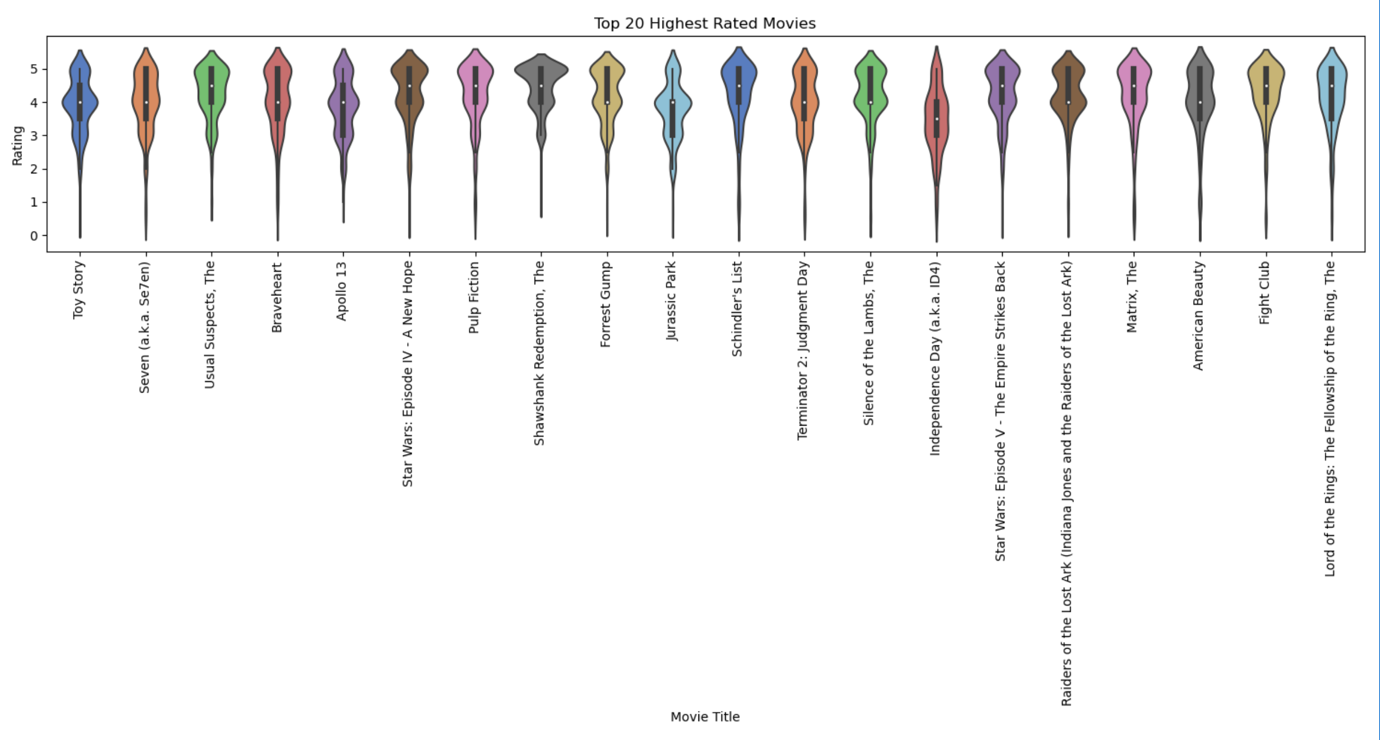 Top 20 Highest Rated Movies
Rating
5
4
3
2
1
0
Toy Story
Seven (a.k.a. Se7en)
Usual Suspects, The
Braveheart
Apollo 13
Star Wars: Episode IV - A New Hope
Pulp Fiction
Shawshank Redemption, The
Forrest Gump
Jurassic Park
Schindler's List
Terminator 2: Judgment Day
Silence of the Lambs, The
Independence Day (a.k.a. ID4)
Star Wars: Episode V - The Empire Strikes Back
Raiders of the Lost Ark (Indiana Jones and the Raiders of the Lost Ark)
Matrix, The
American Beauty
Fight Club
Lord of the Rings: The Fellowship of the Ring, The
Movie Title